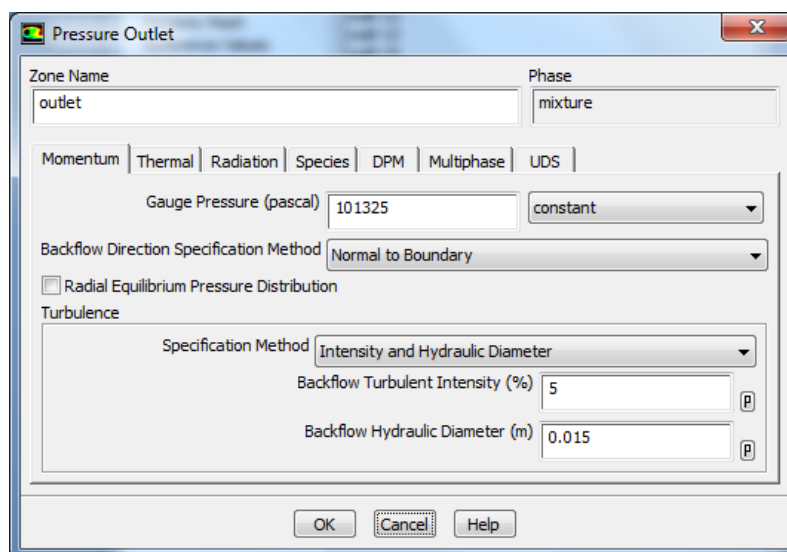 Pressure Outlet
Zone Name Phase
outlet mixture
Momentum Thermal Radiation Species DPM Multiphase UDS
Gauge Pressure (pascal) 101325 constant
Backflow Direction Specification Method Normal to Boundary
Radial Equilibrium Pressure Distribution
Turbulence
Specification Method Intensity and Hydraulic Diameter
Backflow Turbulent Intensity (%) 5 P
Backflow Hydraulic Diameter (m) 0.015 P
OK Cancel Help